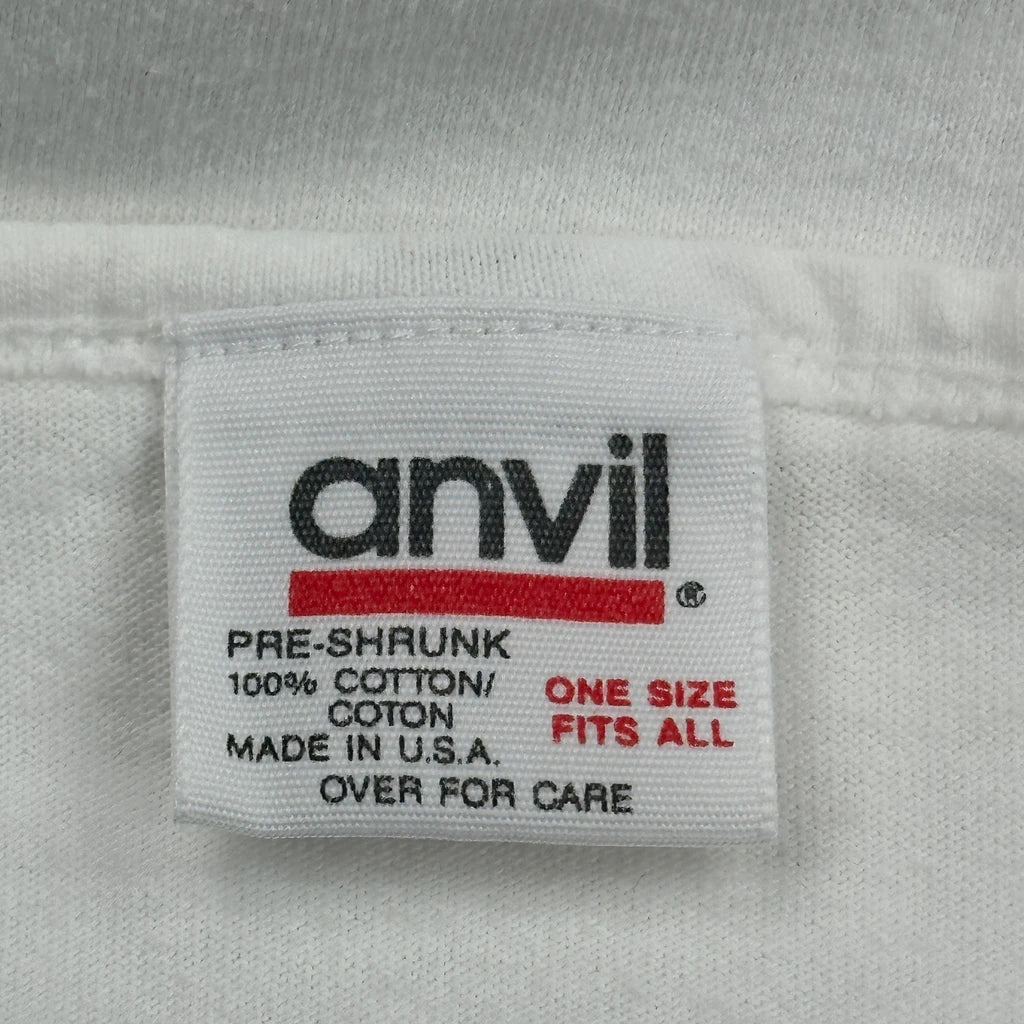 anvil®
PRE-SHRUNK
100% COTTON/
COTON
MADE IN U.S.A.
ONE SIZE
FITS ALL
OVER FOR CARE